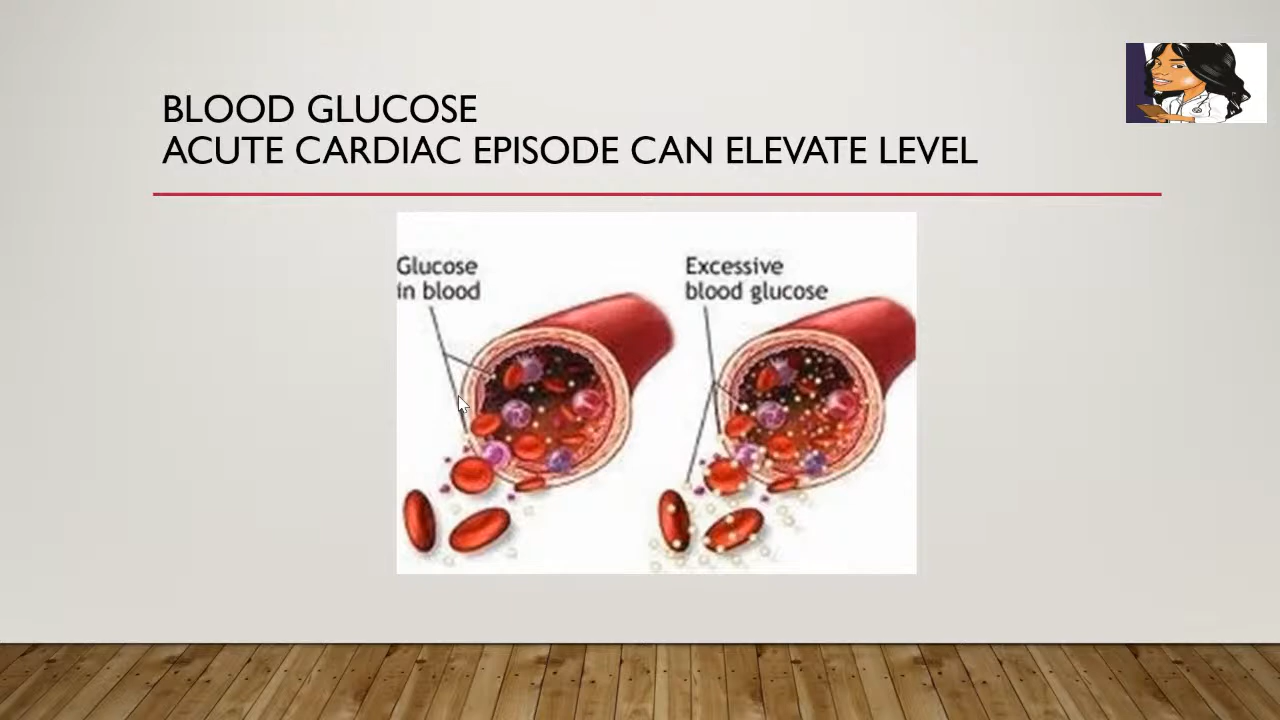 BLOOD GLUCOSE
ACUTE CARDIAC EPISODE CAN ELEVATE LEVEL
Glucose
in blood
Excessive
blood glucose